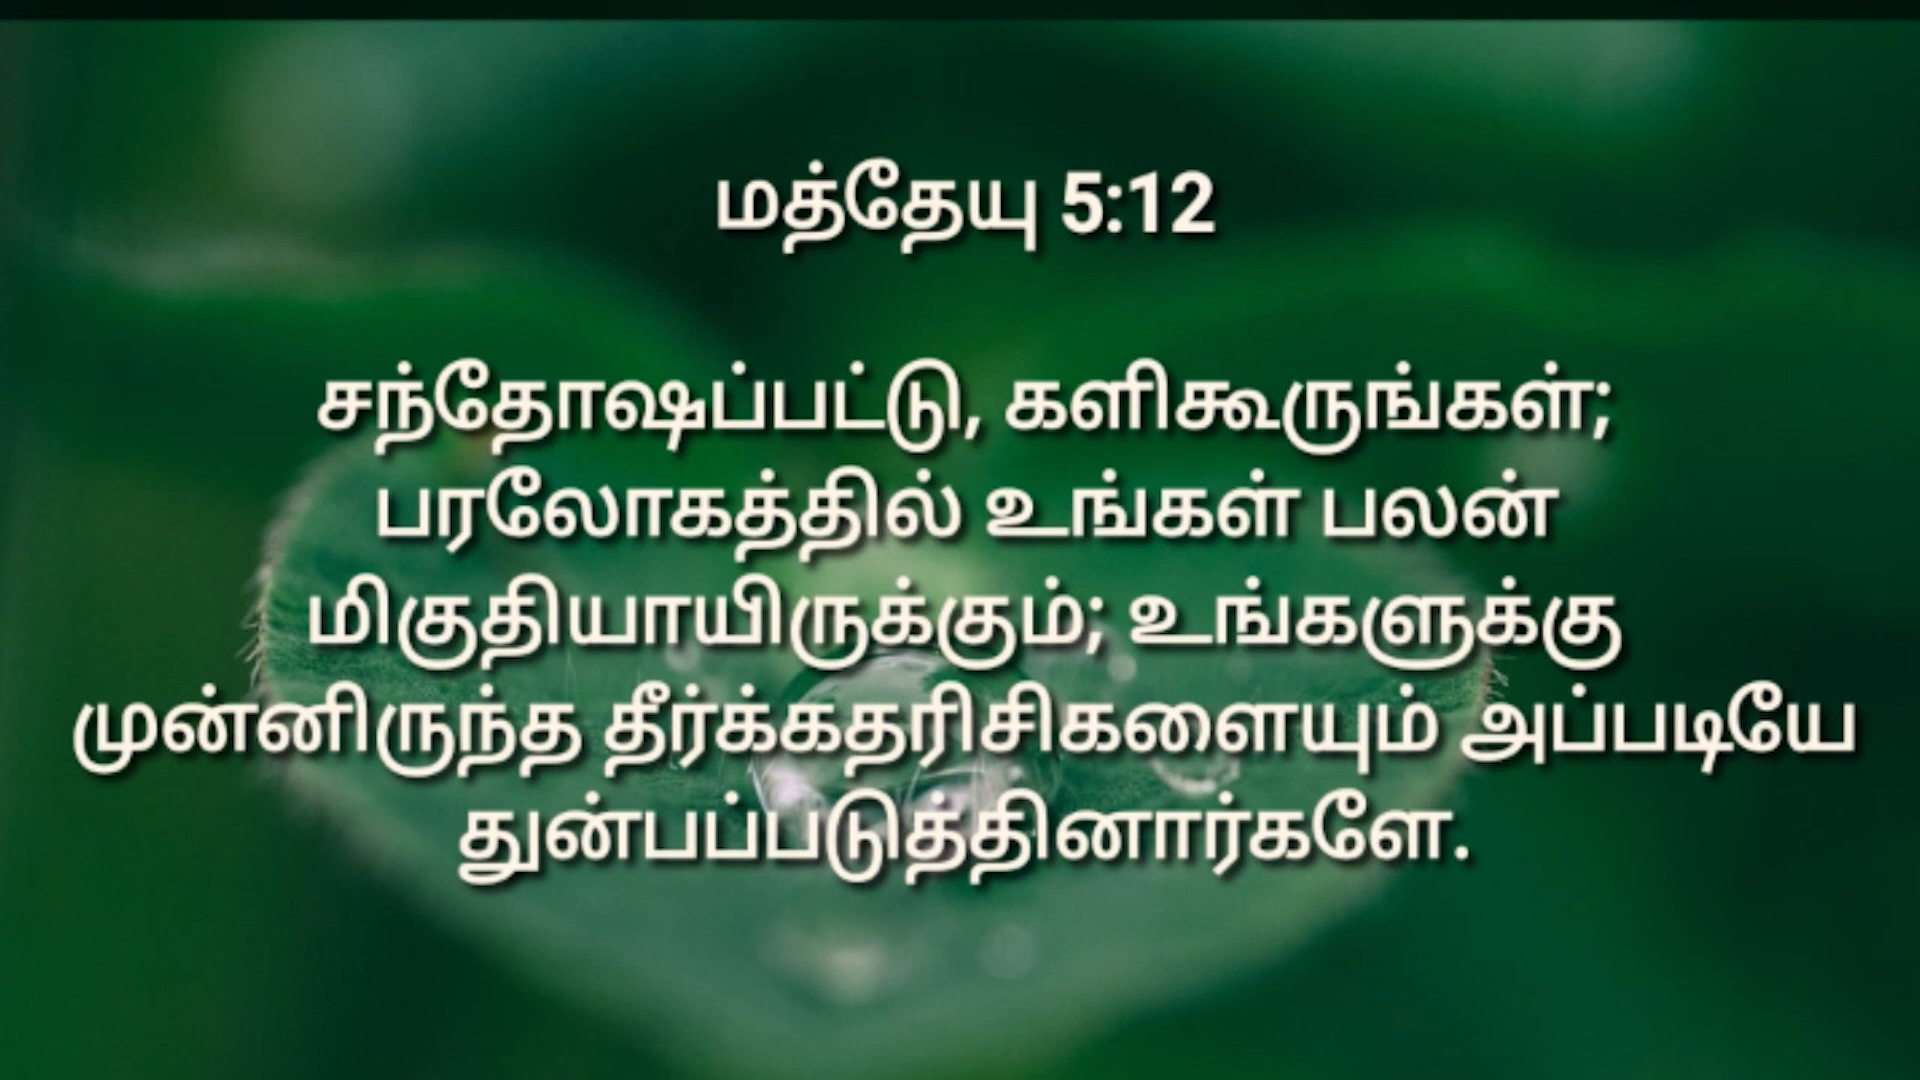 மத்தேயு 5:12
சந்தோஷப்பட்டு, களிகூருங்கள்;
பரலோகத்தில் உங்கள் பலன்
மிகுதியாயிருக்கும்; உங்களுக்கு
முன்னிருந்த தீர்க்கதரிசிகளையும் அப்படியே
துன்பப்படுத்தினார்களே.